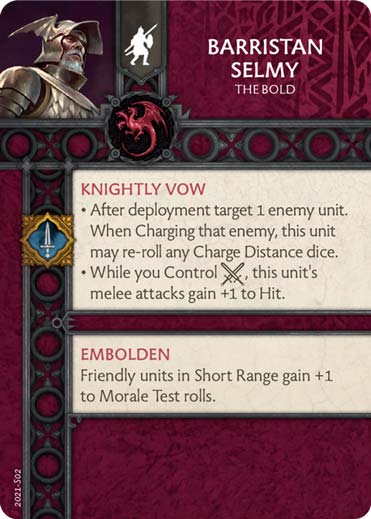 BARRISTAN
SELMY
THE BOLD
KNIGHTLY VOW
• After deployment target 1 enemy unit.
When Charging that enemy, this unit
may re-roll any Charge Distance dice.
• While you Control , this unit's
melee attacks gain +1 to Hit.
EMBOLDEN
Friendly units in Short Range gain +1
to Morale Test rolls.
2021-S02